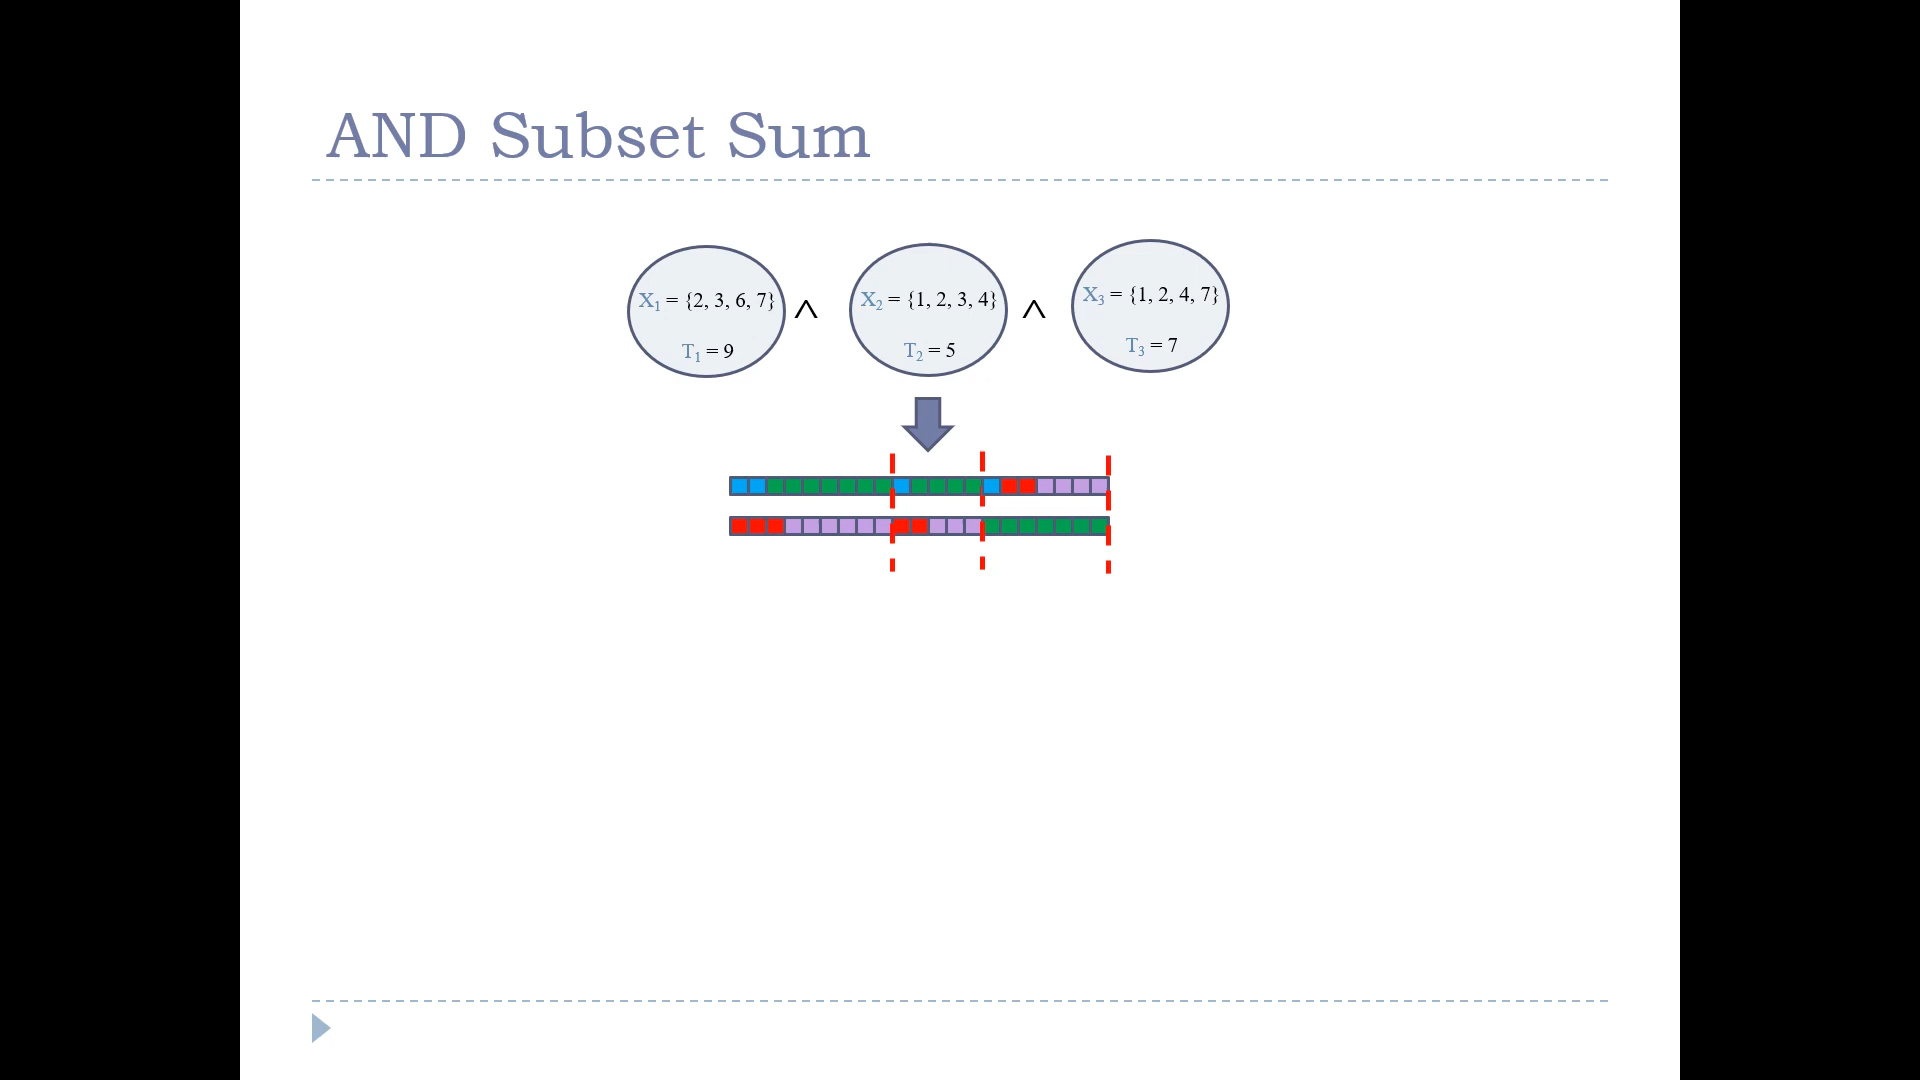 AND Subset Sum
X₁ = {2, 3, 6, 7} ∧ X₂ = {1, 2, 3, 4} ∧ X₃ = {1, 2, 4, 7}
T₁ = 9 T₂ = 5 T₃ = 7